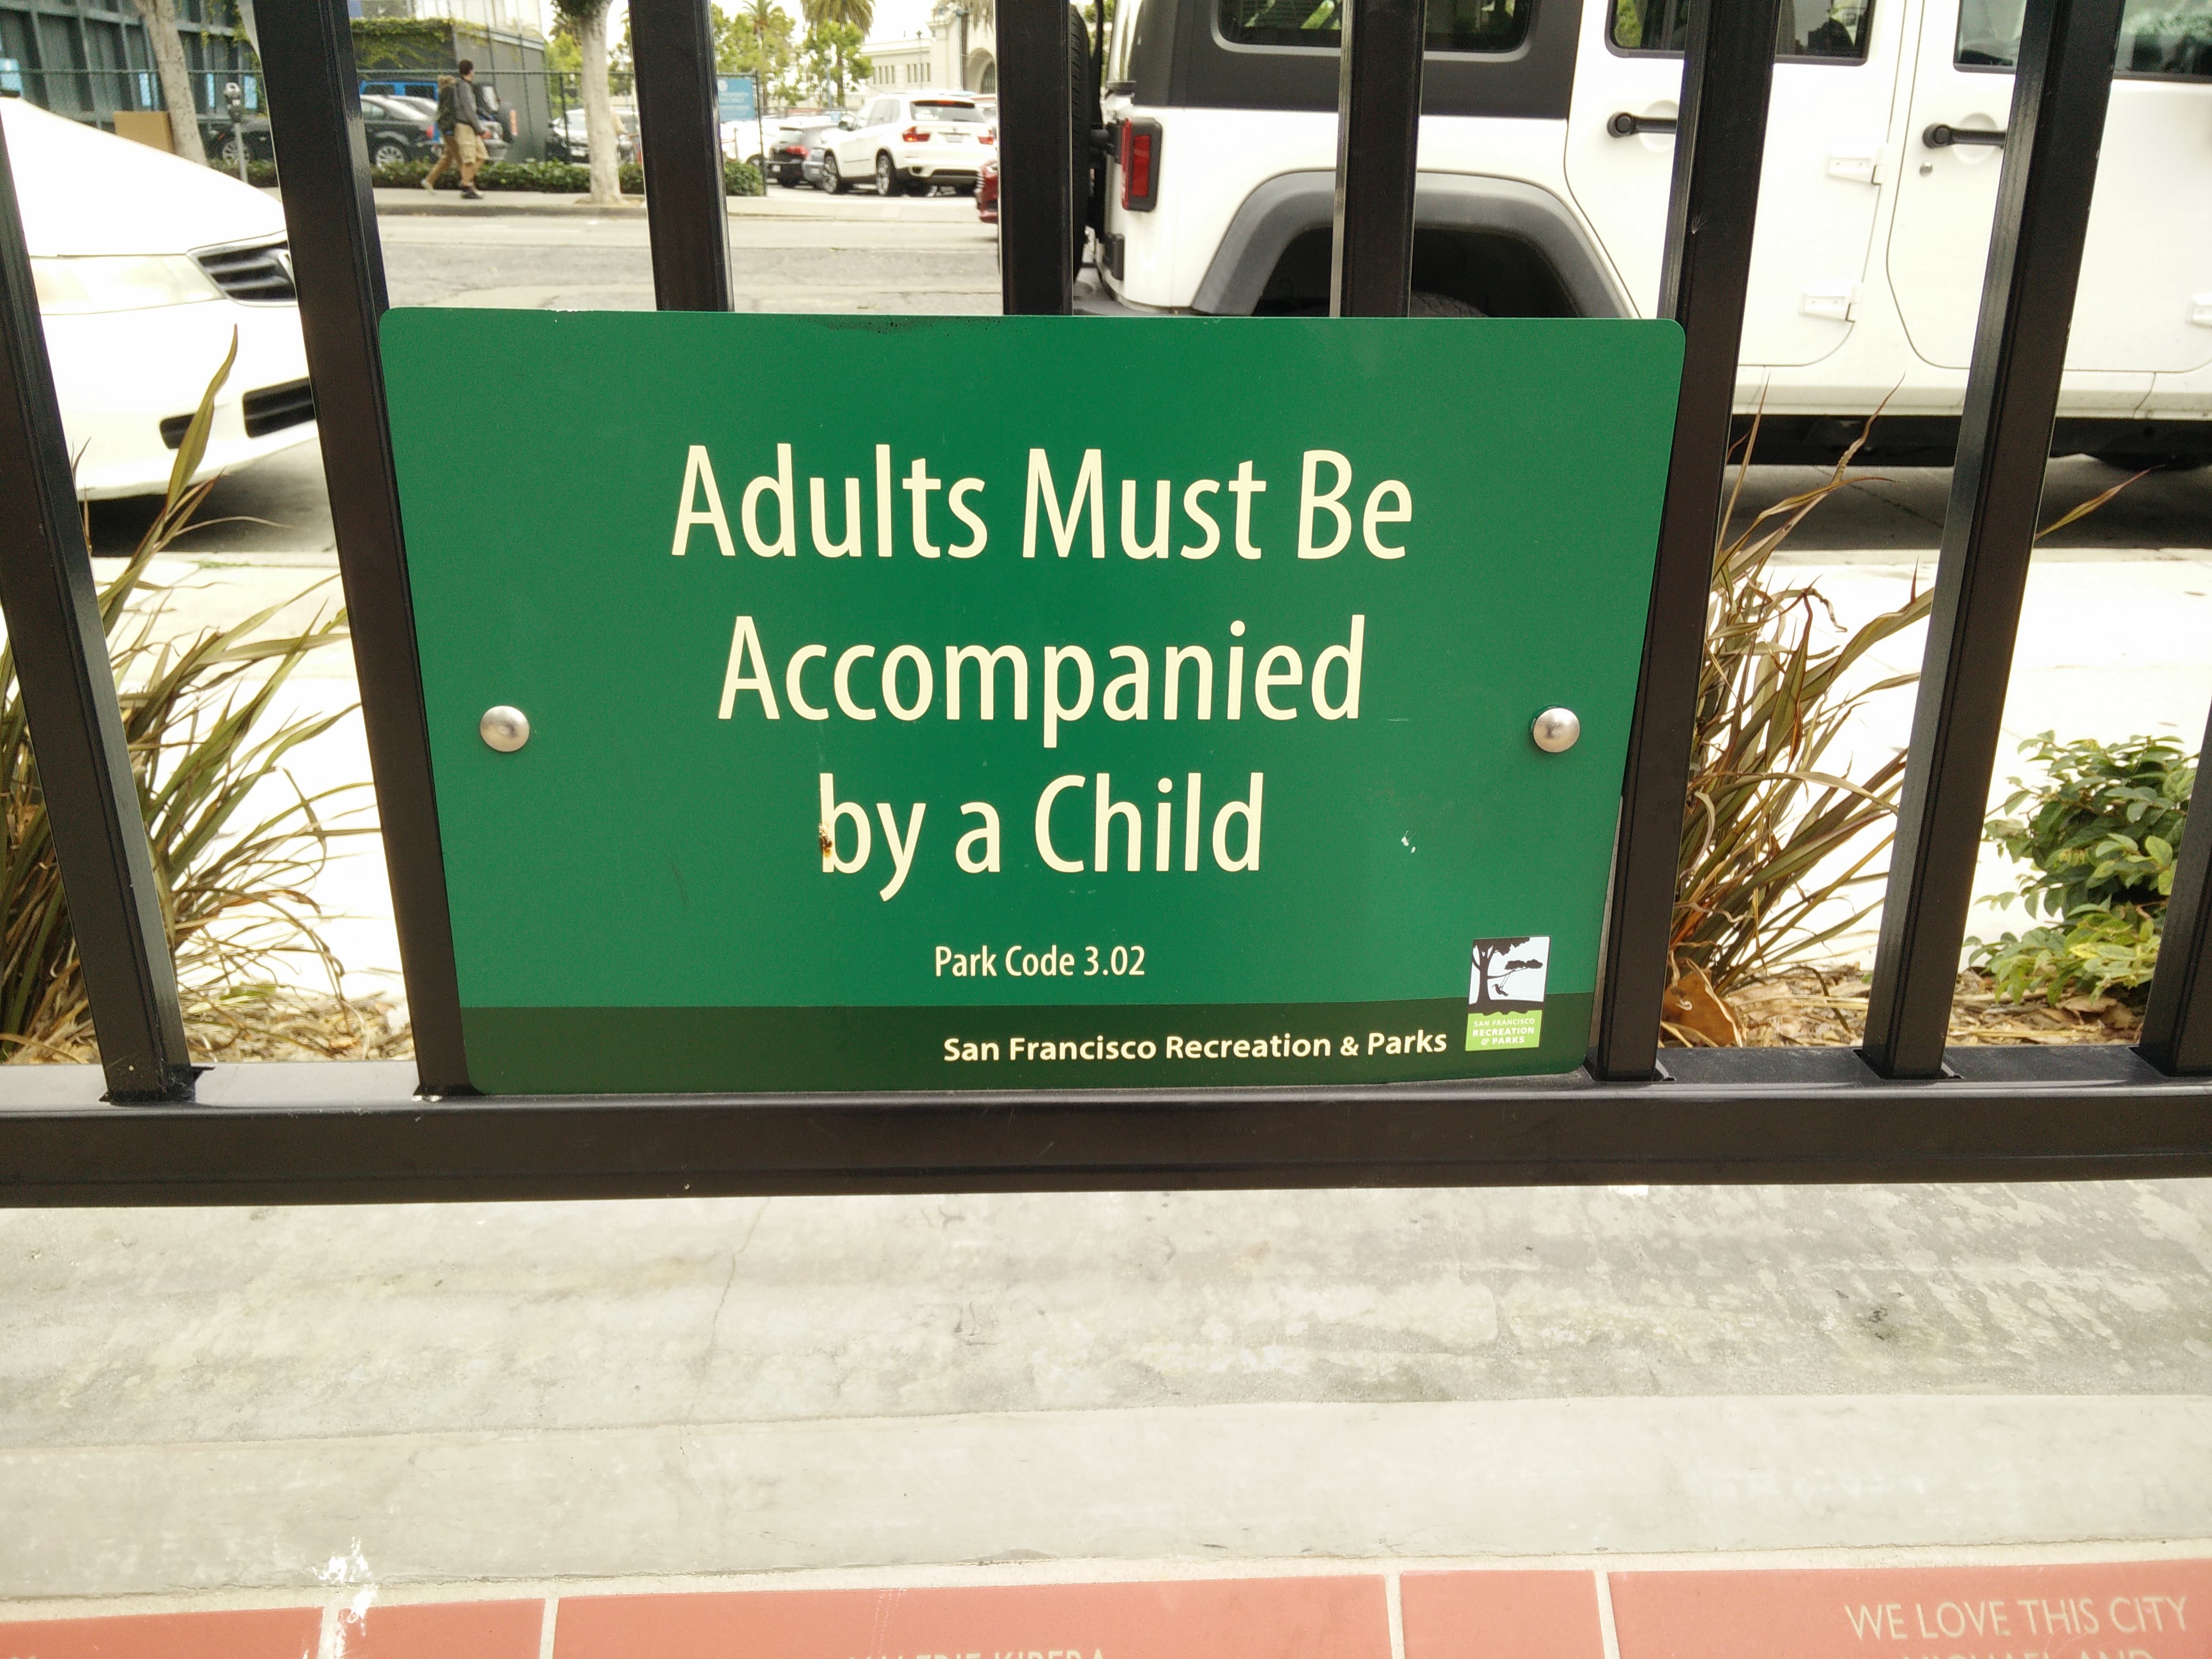 Adults Must Be
Accompanied
by a Child
Park Code 3.02
San Francisco Recreation & Parks
SAN FRANCISCO
RECREATION
& PARKS
WE LOVE THIS CITY